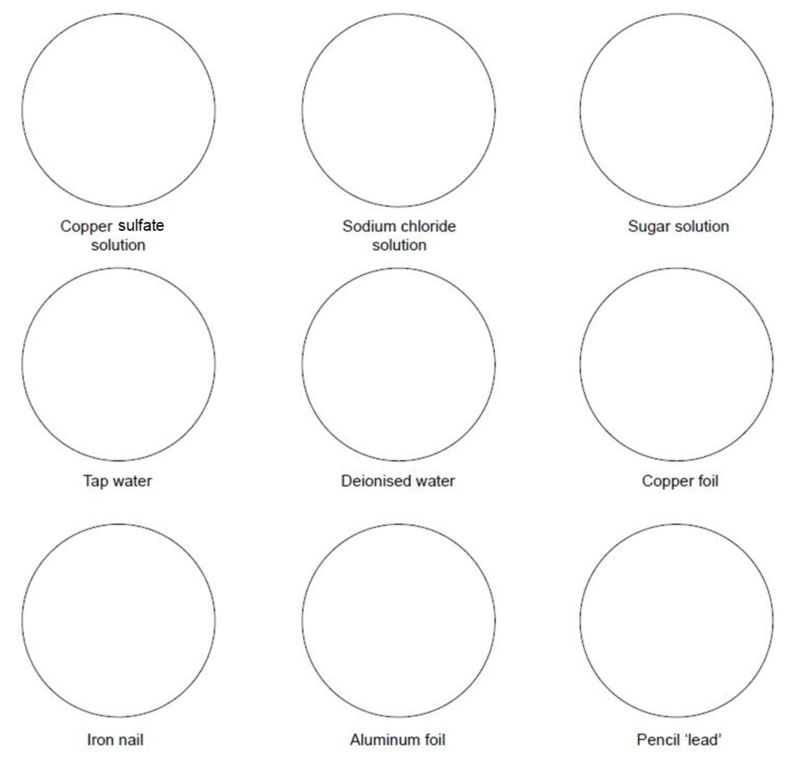 Copper sulfate
solution
Sodium chloride
solution
Sugar solution
Tap water
Deionised water
Copper foil
Iron nail
Aluminum foil
Pencil ‘lead’